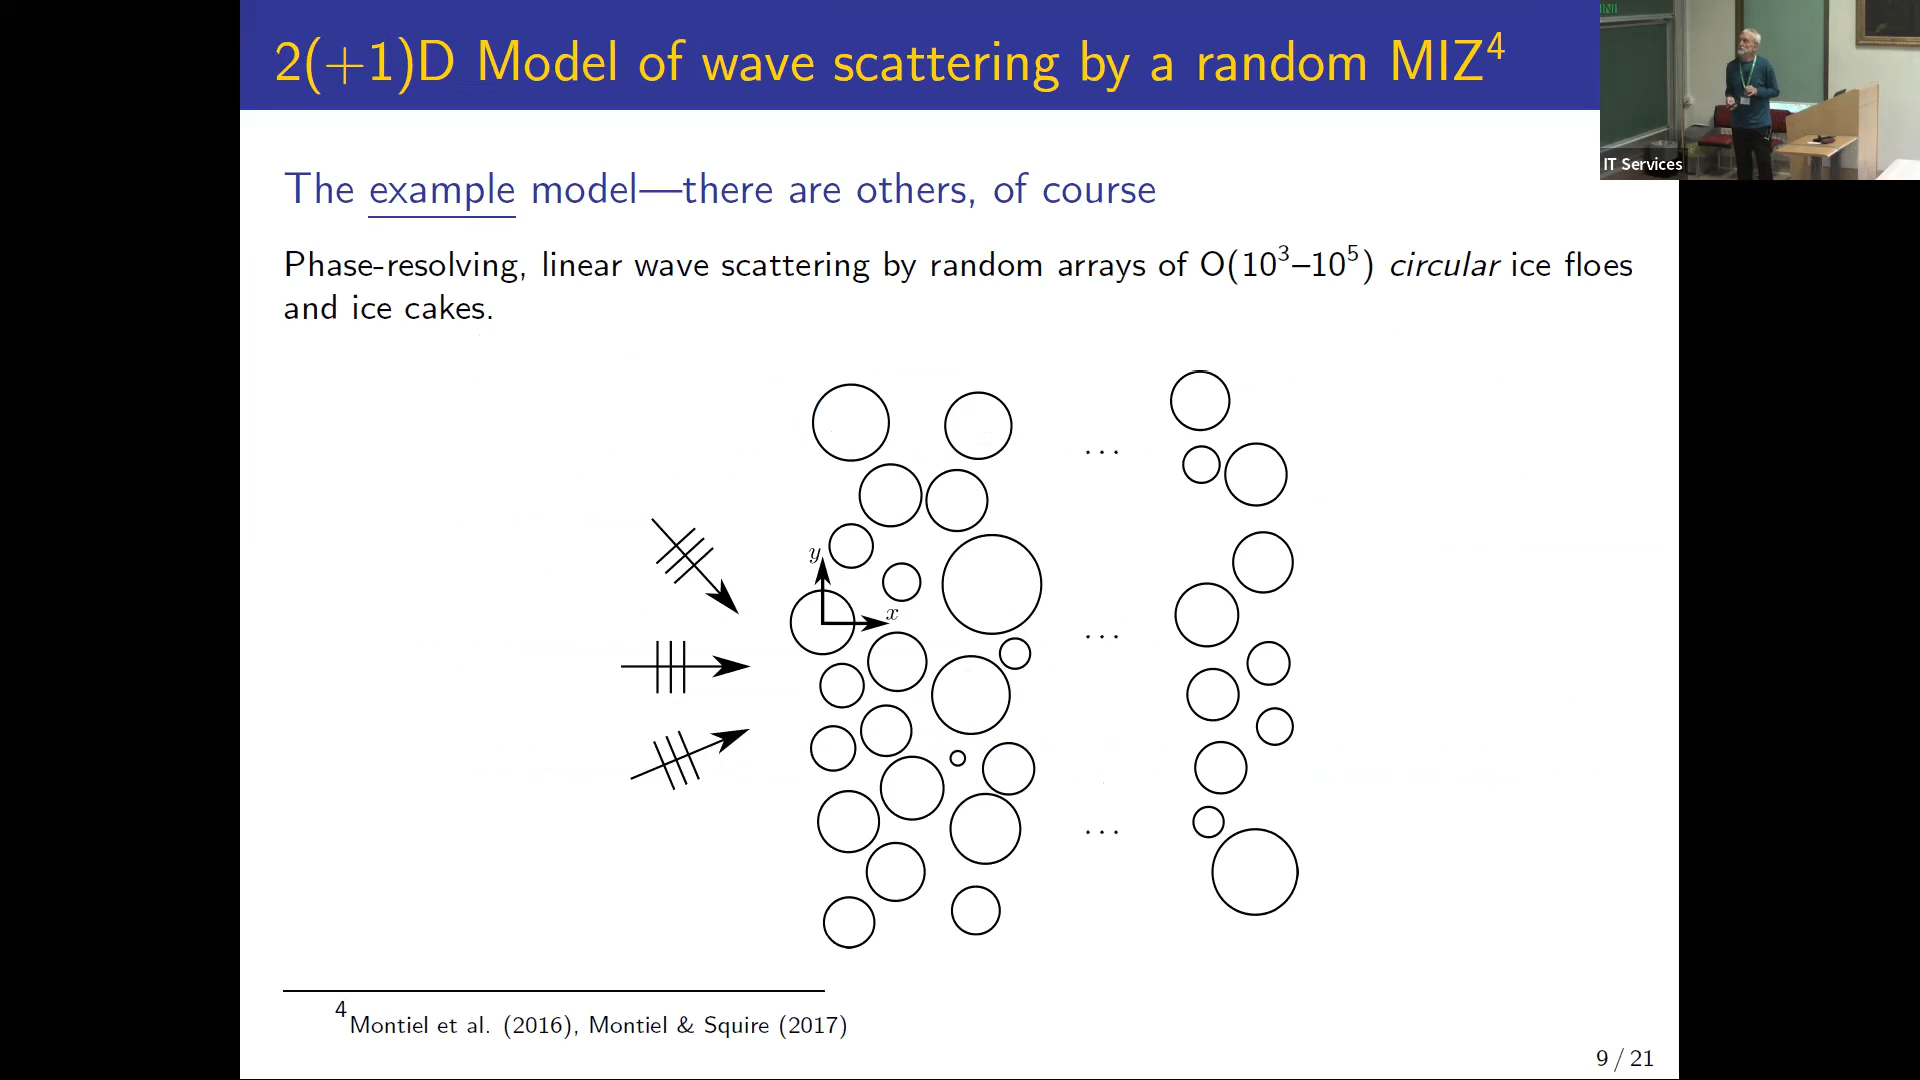 2(+1)D Model of wave scattering by a random MIZ⁴
INI
IT Services
The example model—there are others, of course
Phase-resolving, linear wave scattering by random arrays of O(10³–10⁵) circular ice floes
and ice cakes.
. . .
y
x
. . .
. . .
⁴Montiel et al. (2016), Montiel & Squire (2017)
9 / 21